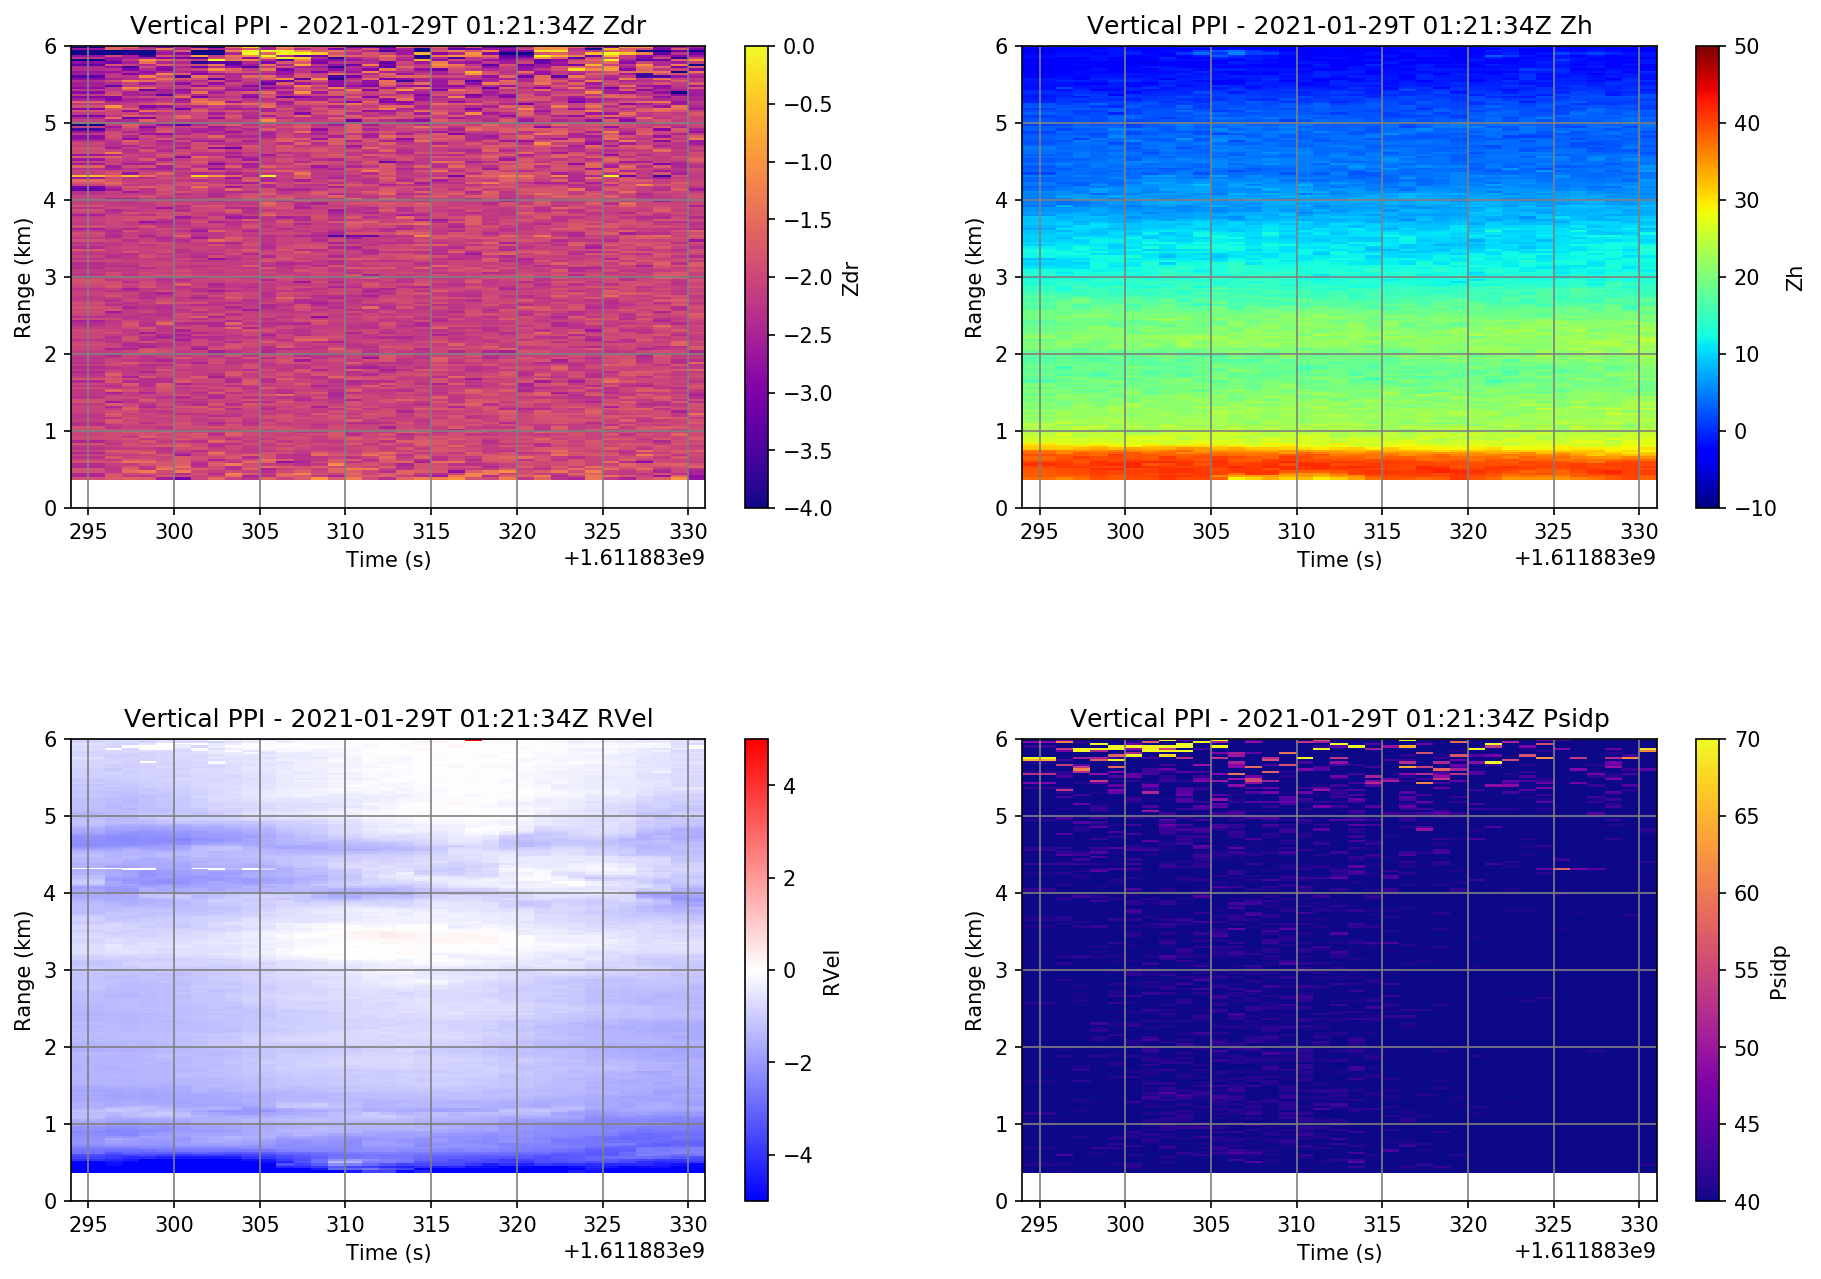 Vertical PPI - 2021-01-29T 01:21:34Z Zdr
6
5
4
3
2
1
0
Range (km)
295 300 305 310 315 320 325 330
Time (s)
+1.611883e9
0.0
−0.5
−1.0
−1.5
−2.0
−2.5
−3.0
−3.5
−4.0
Zdr
Vertical PPI - 2021-01-29T 01:21:34Z Zh
6
5
4
3
2
1
0
Range (km)
295 300 305 310 315 320 325 330
Time (s)
+1.611883e9
50
40
30
20
10
0
−10
Zh
Vertical PPI - 2021-01-29T 01:21:34Z RVel
6
5
4
3
2
1
0
Range (km)
295 300 305 310 315 320 325 330
Time (s)
+1.611883e9
4
2
0
−2
−4
RVel
Vertical PPI - 2021-01-29T 01:21:34Z Psidp
6
5
4
3
2
1
0
Range (km)
295 300 305 310 315 320 325 330
Time (s)
+1.611883e9
70
65
60
55
50
45
40
Psidp